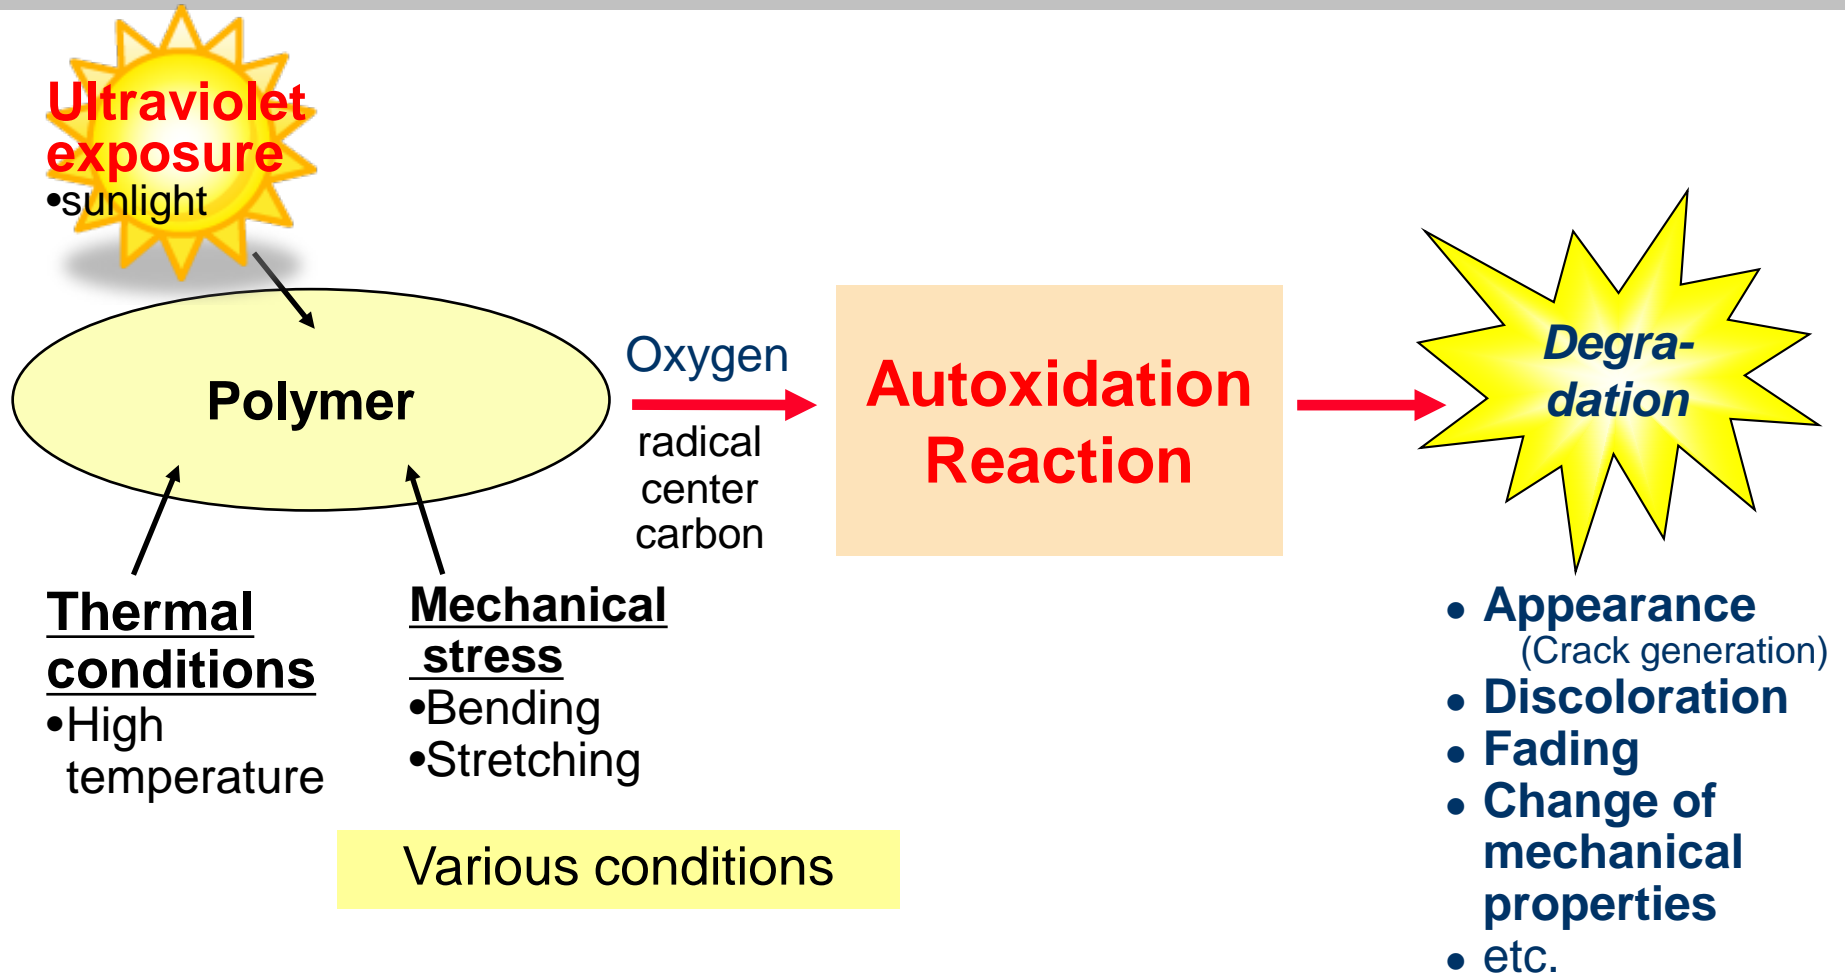 Ultraviolet
exposure
•sunlight
Polymer
Oxygen
radical
center
carbon
Autoxidation
Reaction
Degra-
dation
Thermal
conditions
•High
temperature
Mechanical
stress
•Bending
•Stretching
Various conditions
● Appearance
(Crack generation)
● Discoloration
● Fading
● Change of
mechanical
properties
● etc.